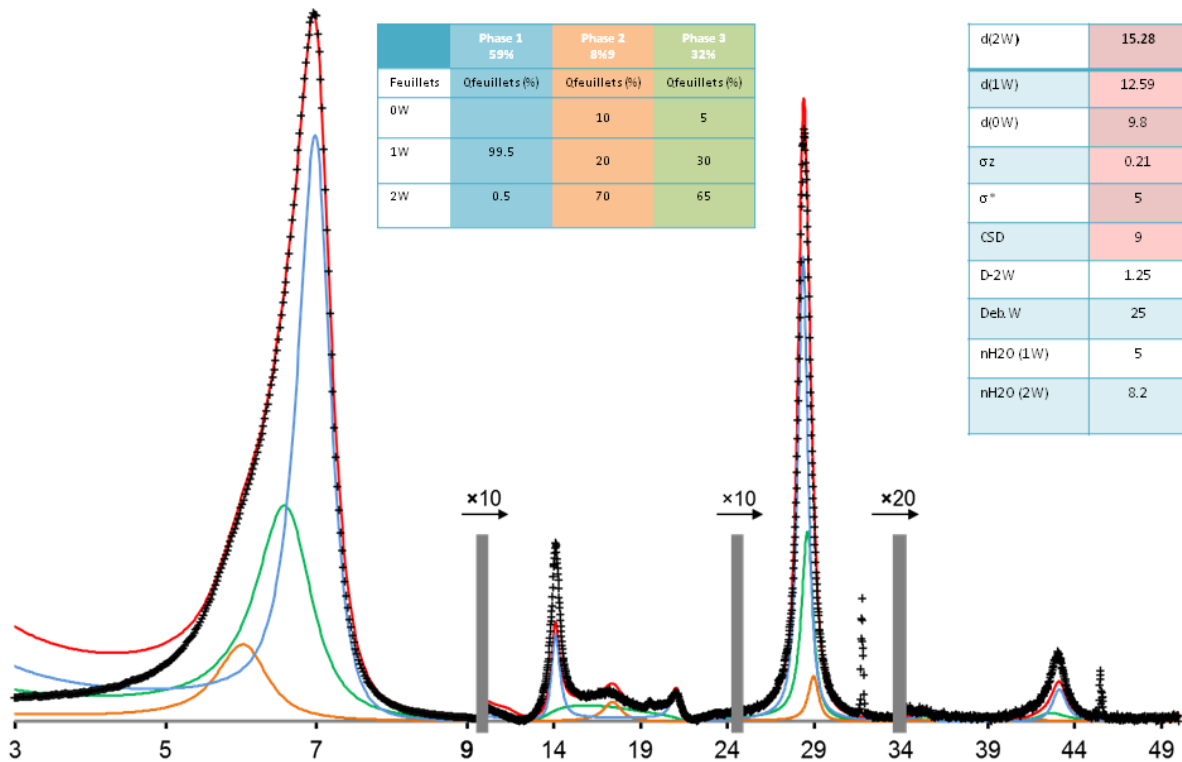 Phase 1 Phase 2 Phase 3
59% 8%9 32%
Feuillets Qfeuillets (%) Qfeuillets (%) Qfeuillets (%)
0W 10 5
1W 99.5 20 30
2W 0.5 70 65
d(2W) 15.28
d(1W) 12.59
d(0W) 9.8
σz 0.21
σ* 5
CSD 9
D-2W 1.25
Deb. W 25
nH2O (1W) 5
nH2O (2W) 8.2
×10 ×10 ×20
3 5 7 9 14 19 24 29 34 39 44 49